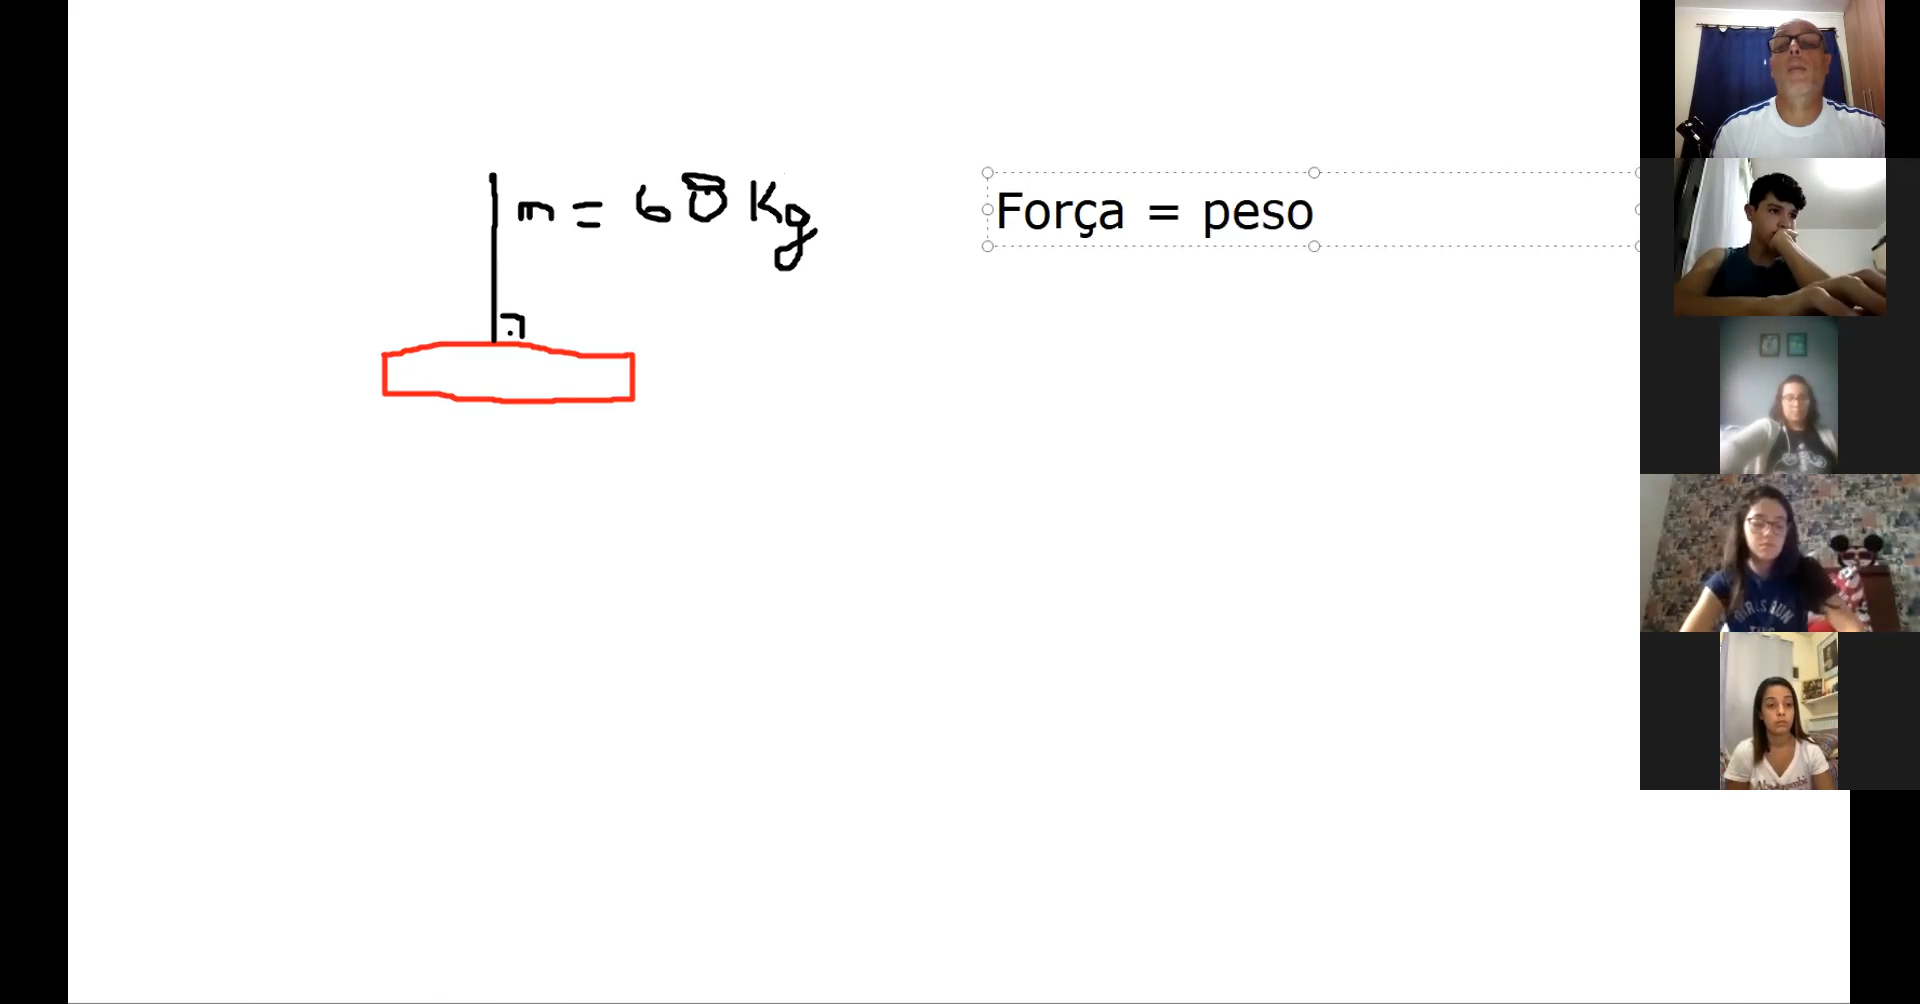 m = 60 Kg
Força = peso